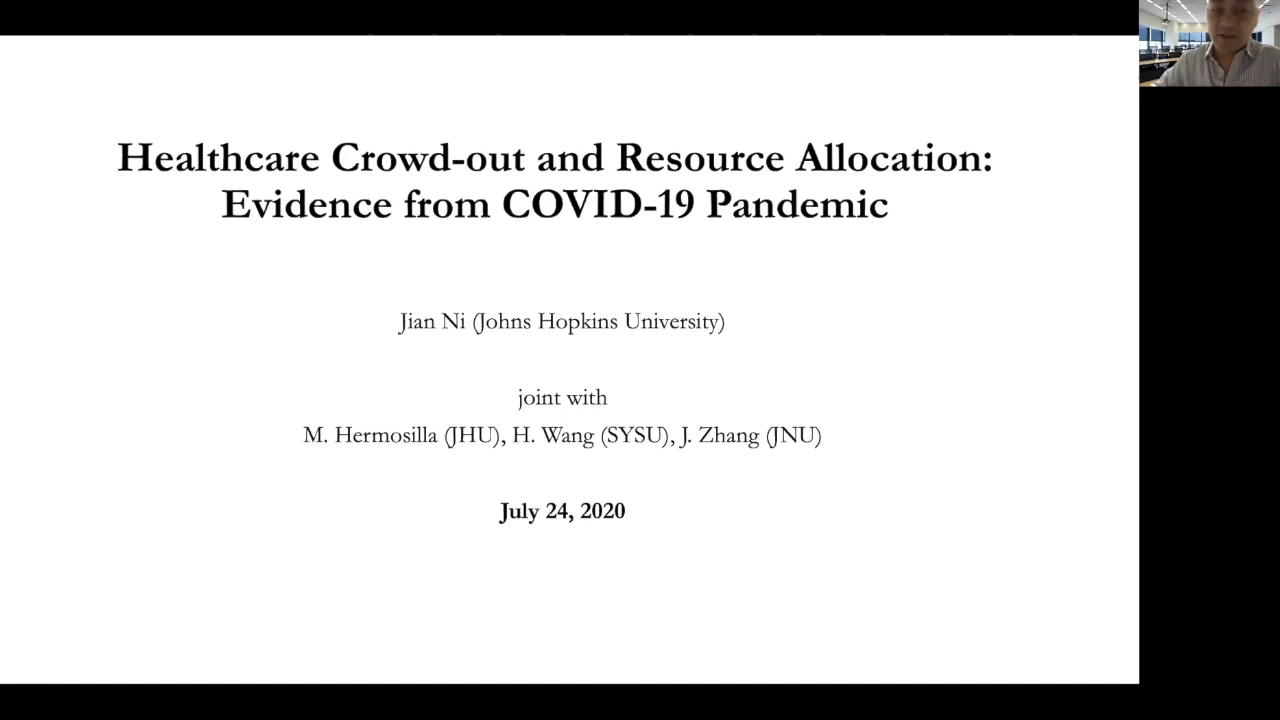 Healthcare Crowd-out and Resource Allocation:
Evidence from COVID-19 Pandemic
Jian Ni (Johns Hopkins University)
joint with
M. Hermosilla (JHU), H. Wang (SYSU), J. Zhang (JNU)
July 24, 2020